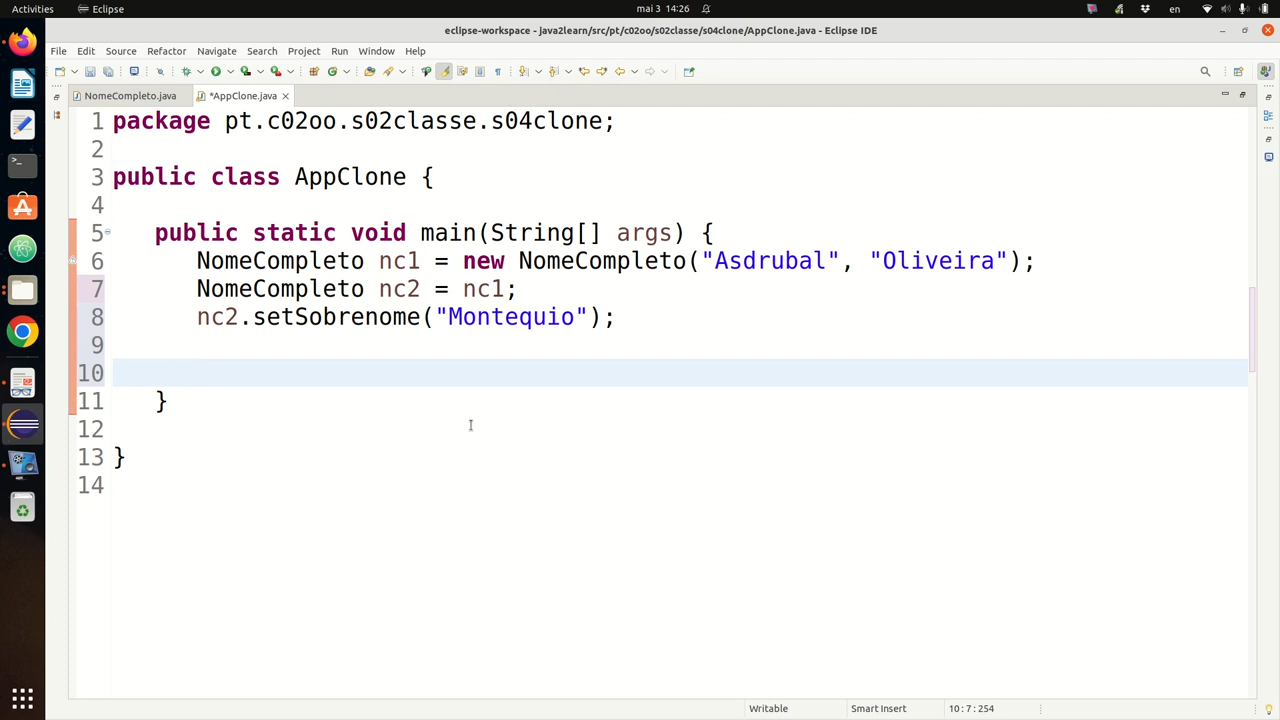 Activities Eclipse mai 3 14:26 en
eclipse-workspace - java2learn/src/pt/c02oo/s02classe/s04clone/AppClone.java - Eclipse IDE
File Edit Source Refactor Navigate Search Project Run Window Help
NomeCompleto.java *AppClone.java
1 package pt.c02oo.s02classe.s04clone;
2
3 public class AppClone {
4
5 public static void main(String[] args) {
6 NomeCompleto nc1 = new NomeCompleto("Asdrubal", "Oliveira");
7 NomeCompleto nc2 = nc1;
8 nc2.setSobrenome("Montequio");
9
10
11 }
12
13 }
14
Writable Smart Insert 10 : 7 : 254